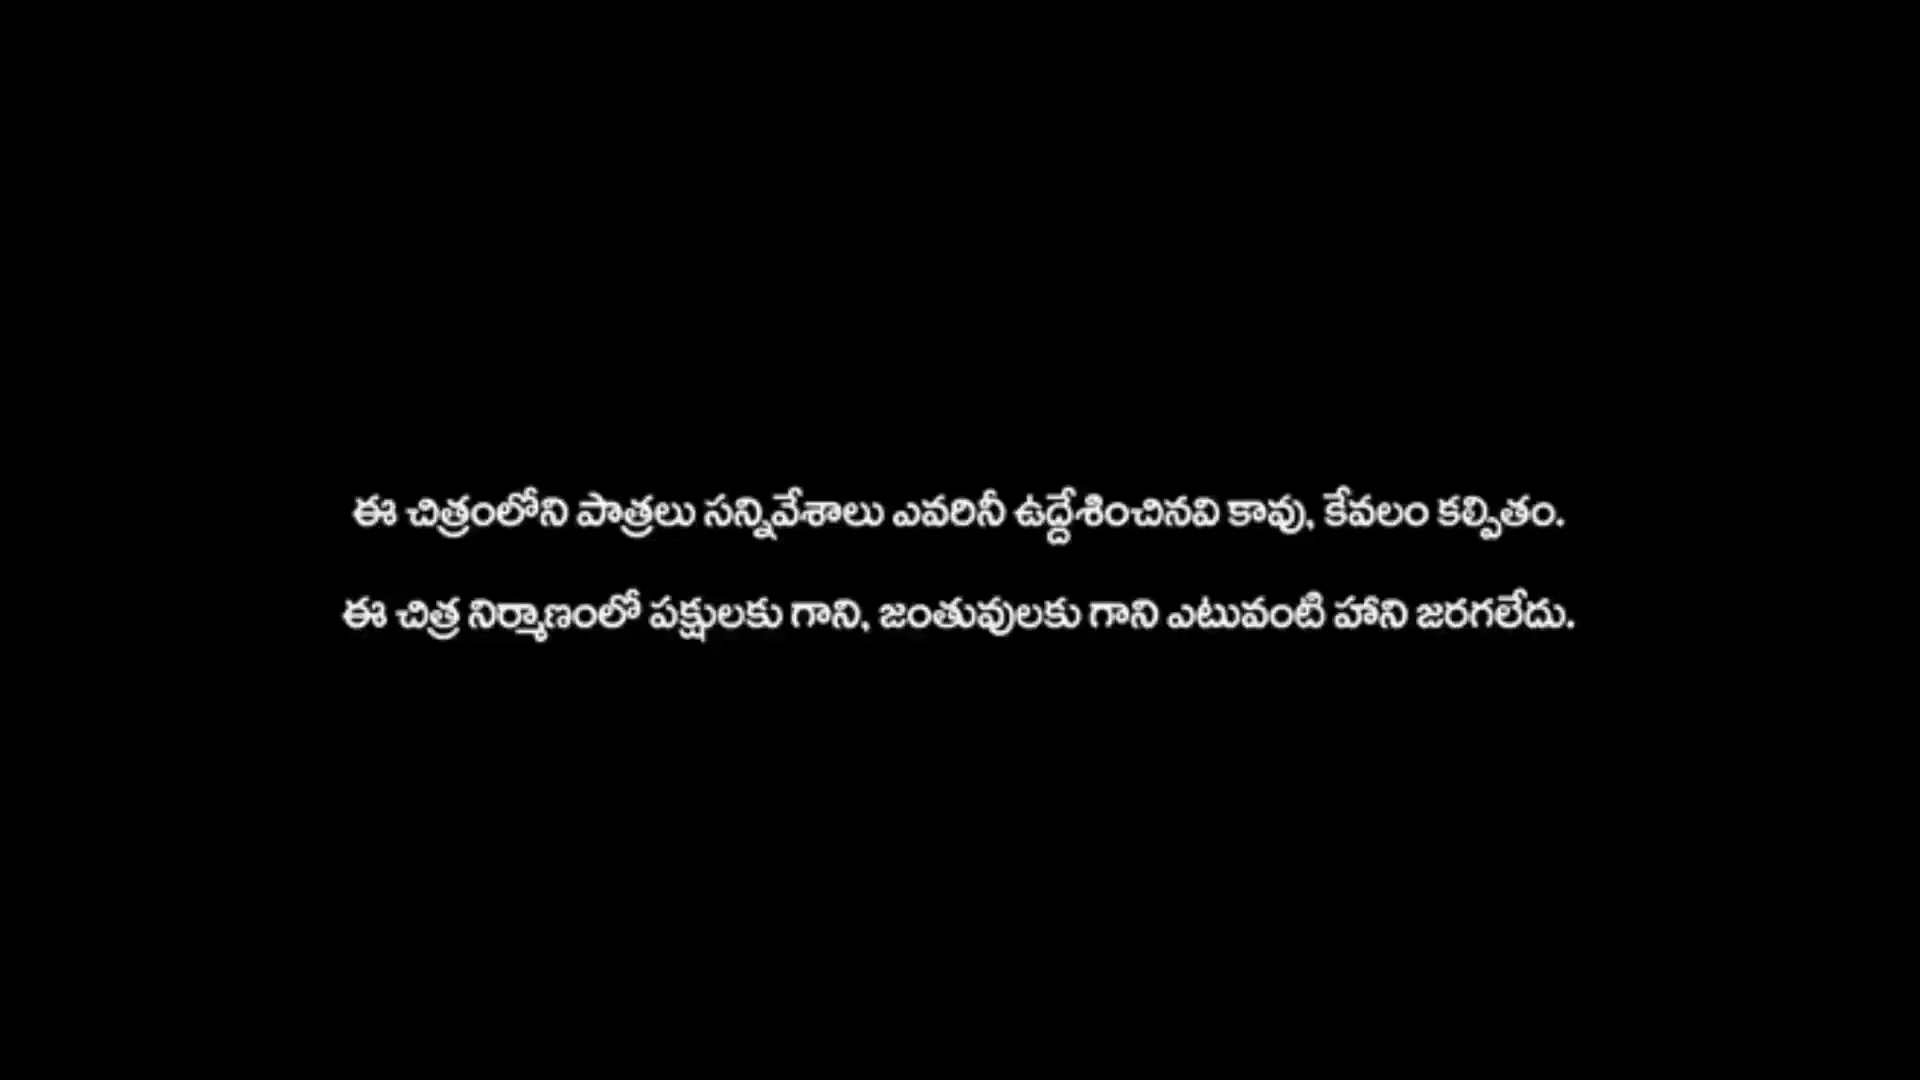 ఈ చిత్రంలోని పాత్రలు సన్నివేశాలు ఎవరినీ ఉద్దేశించినవి కావు, కేవలం కల్పితం.
ఈ చిత్ర నిర్మాణంలో పక్షులకు గాని, జంతువులకు గాని ఎటువంటి హాని జరగలేదు.